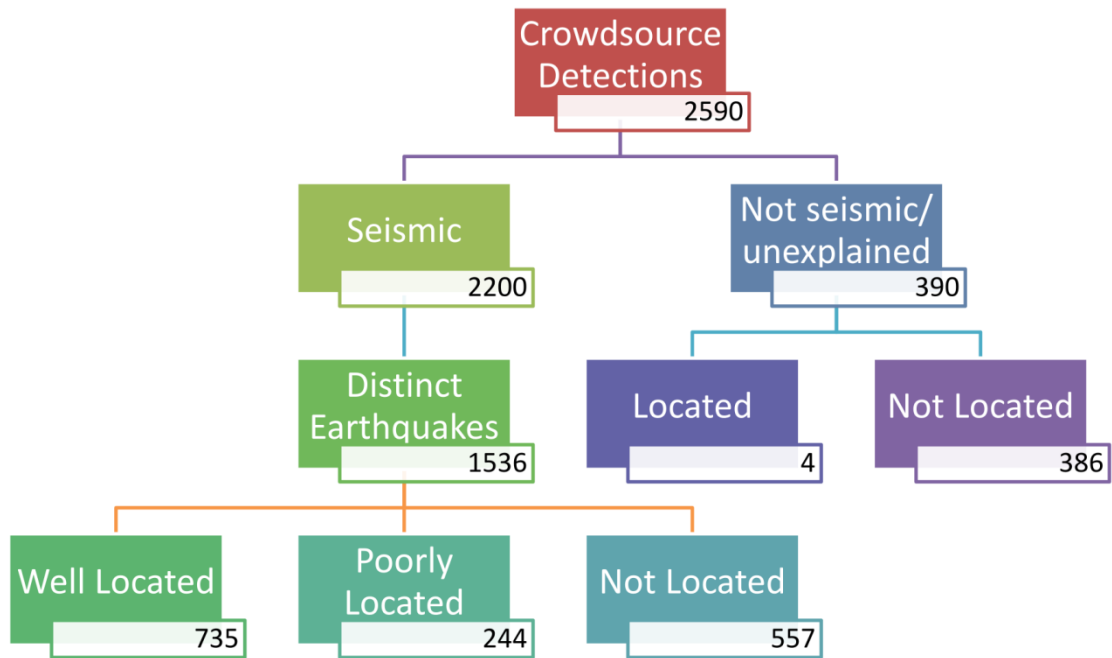 Crowdsource
Detections
2590
Seismic
2200
Not seismic/
unexplained
390
Distinct
Earthquakes
1536
Located
4
Not Located
386
Well Located
735
Poorly
Located
244
Not Located
557